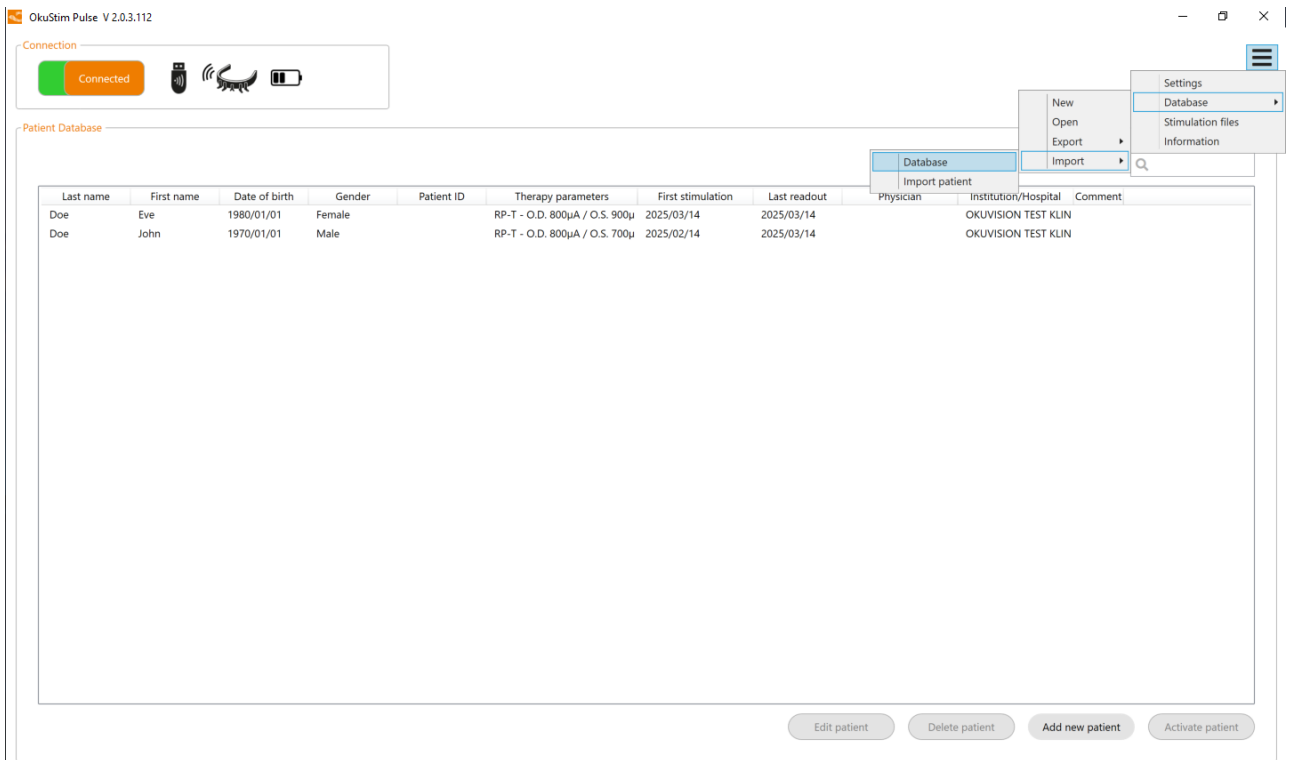 OkuStim Pulse V 2.0.3.112
Connection
Connected
Settings
Database
Stimulation files
Information
New
Open
Export
Import
Database
Import patient
Patient Database
Last name First name Date of birth Gender Patient ID Therapy parameters First stimulation Last readout Physician Institution/Hospital Comment
Doe Eve 1980/01/01 Female RP-T - O.D. 800µA / O.S. 900µ 2025/03/14 2025/03/14 OKUVISION TEST KLIN
Doe John 1970/01/01 Male RP-T - O.D. 800µA / O.S. 700µ 2025/02/14 2025/03/14 OKUVISION TEST KLIN
Edit patient Delete patient Add new patient Activate patient